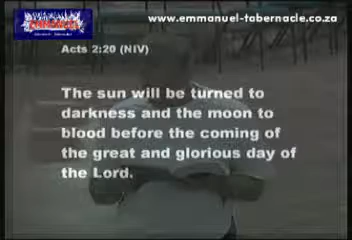 www.emmanuel-tabernacle.co.za
EMMANUEL
Acts 2:20 (NIV)
The sun will be turned to
darkness and the moon to
blood before the coming of
the great and glorious day of
the Lord.